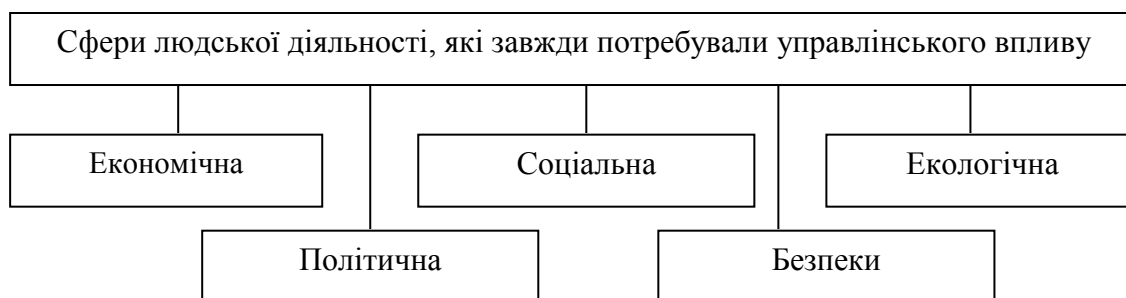 Сфери людської діяльності, які завжди потребували управлінського впливу
Економічна
Соціальна
Екологічна
Політична
Безпеки